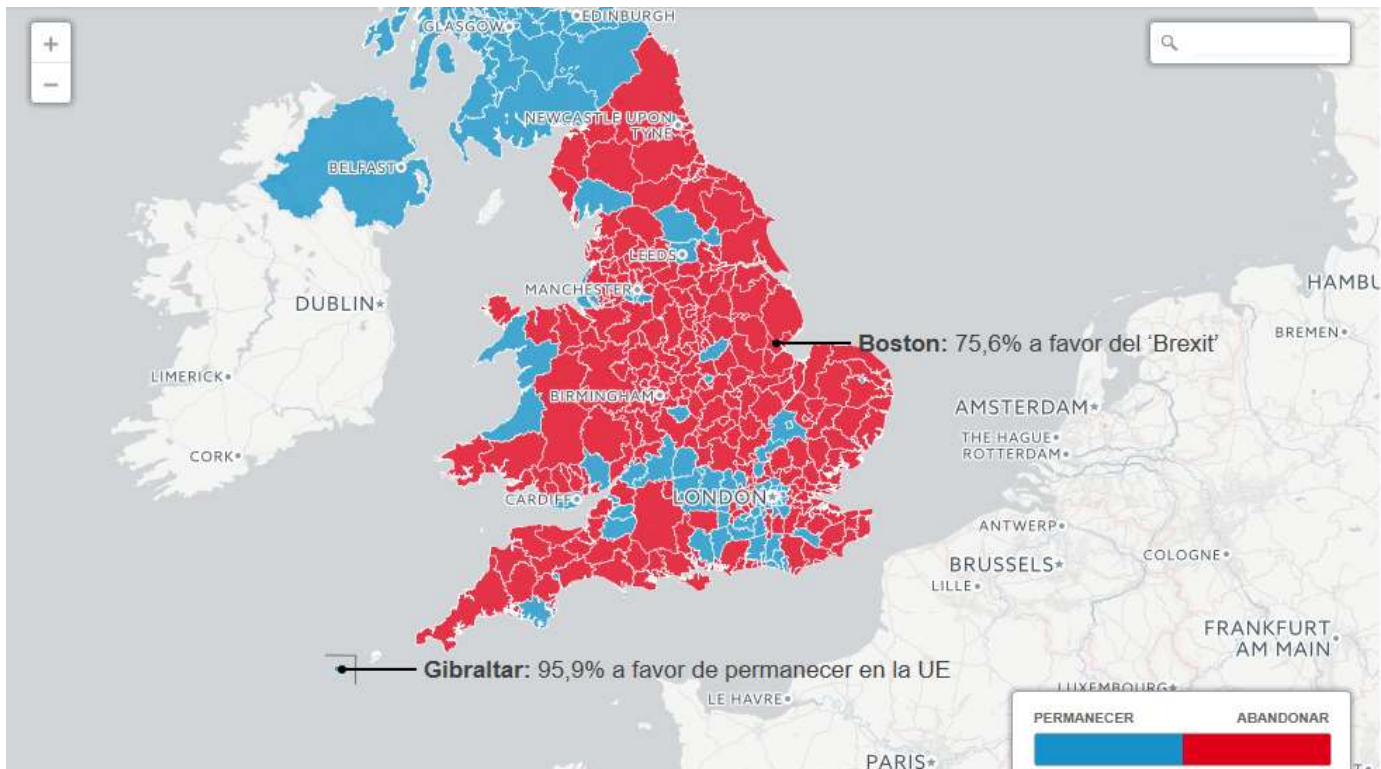 +
−
GLASGOW
EDINBURGH
NEWCASTLE UPON
TYNE
BELFAST
LEEDS
MANCHESTER
DUBLIN
HAMBU
BREMEN
Boston: 75,6% a favor del ‘Brexit’
LIMERICK
BIRMINGHAM
AMSTERDAM
THE HAGUE
ROTTERDAM
CORK
CARDIFF
LONDON
ANTWERP
COLOGNE
BRUSSELS
LILLE
FRANKFURT
AM MAIN
Gibraltar: 95,9% a favor de permanecer en la UE
LE HAVRE
LUXEMBOURG
PERMANECER
ABANDONAR
PARIS